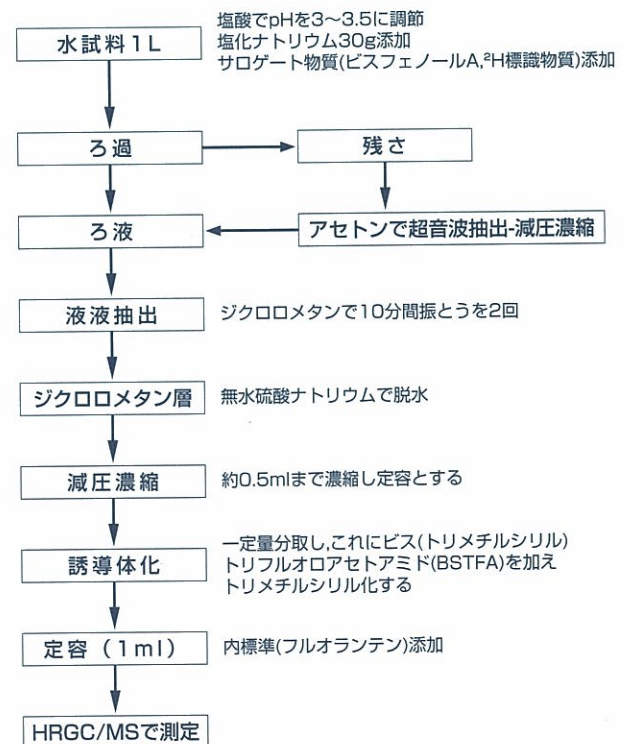 水試料1L
塩酸でpHを3～3.5に調節
塩化ナトリウム30g添加
サロゲート物質(ビスフェノールA,²H標識物質)添加
ろ過
残さ
ろ液
アセトンで超音波抽出-減圧濃縮
液液抽出
ジクロロメタンで10分間振とうを2回
ジクロロメタン層
無水硫酸ナトリウムで脱水
減圧濃縮
約0.5mlまで濃縮し定容とする
誘導体化
一定量分取し,これにビス(トリメチルシリル)
トリフルオロアセトアミド(BSTFA)を加え
トリメチルシリル化する
定容（1ml）
内標準(フルオランテン)添加
HRGC/MSで測定